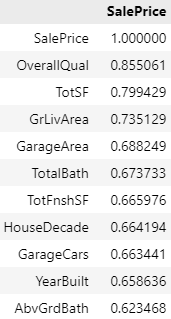 SalePrice
SalePrice 1.000000
OverallQual 0.855061
TotSF 0.799429
GrLivArea 0.735129
GarageArea 0.688249
TotalBath 0.673733
TotFnshSF 0.665976
HouseDecade 0.664194
GarageCars 0.663441
YearBuilt 0.658636
AbvGrdBath 0.623468